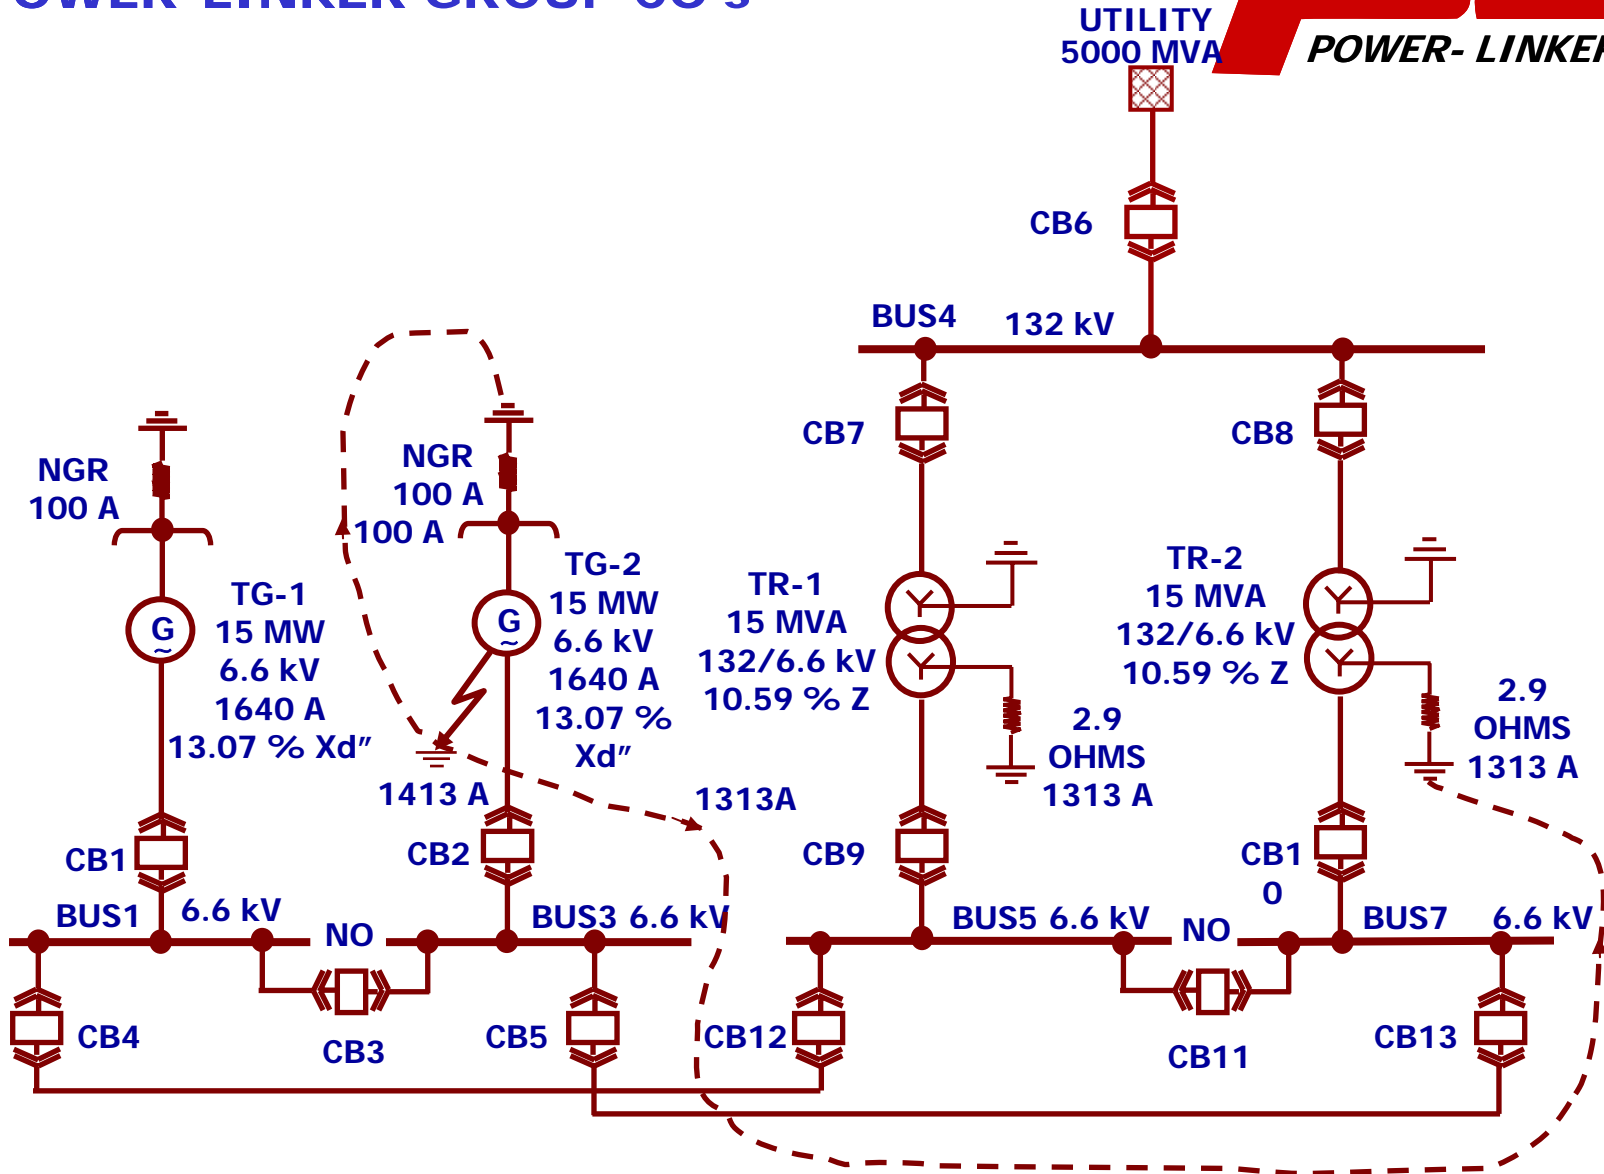 OWER-LINKER GROUP CO's
UTILITY
5000 MVA
POWER- LINKER
CB6
BUS4
132 kV
CB7
CB8
NGR
100 A
NGR
100 A
100 A
TG-1
15 MW
6.6 kV
1640 A
13.07 % Xd”
G
~
TG-2
15 MW
6.6 kV
1640 A
13.07 %
Xd”
G
~
TR-1
15 MVA
132/6.6 kV
10.59 % Z
TR-2
15 MVA
132/6.6 kV
10.59 % Z
2.9
OHMS
1313 A
2.9
OHMS
1313 A
1413 A
1313A
CB1
CB2
CB9
CB1
0
BUS1
6.6 kV
NO
BUS3 6.6 kV
BUS5 6.6 kV
NO
BUS7
6.6 kV
CB4
CB3
CB5
CB12
CB11
CB13